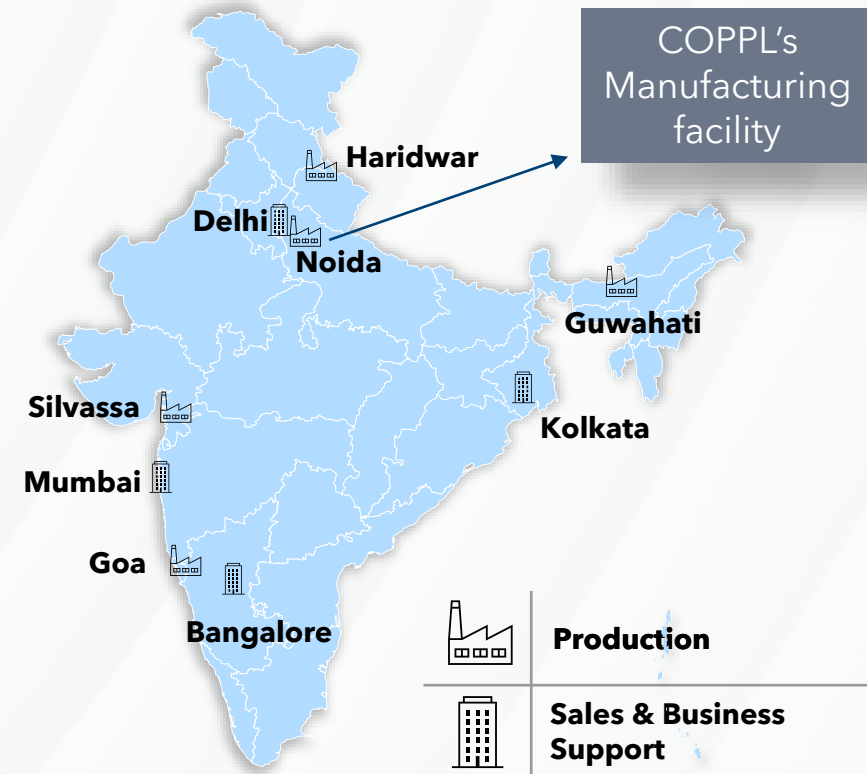 COPPL's
Manufacturing
facility
Haridwar
Delhi
Noida
Guwahati
Silvassa
Kolkata
Mumbai
Goa
Bangalore
Production
Sales & Business
Support